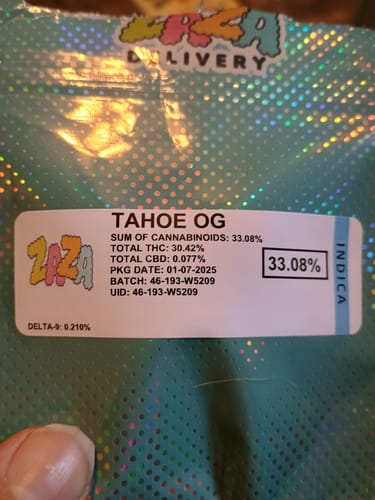 ZAZA
DELIVERY
TAHOE OG
SUM OF CANNABINOIDS: 33.08%
TOTAL THC: 30.42%
TOTAL CBD: 0.077%
PKG DATE: 01-07-2025
BATCH: 46-193-W5209
UID: 46-193-W5209
33.08%
INDICA
ZAZA
DELTA-9: 0.210%